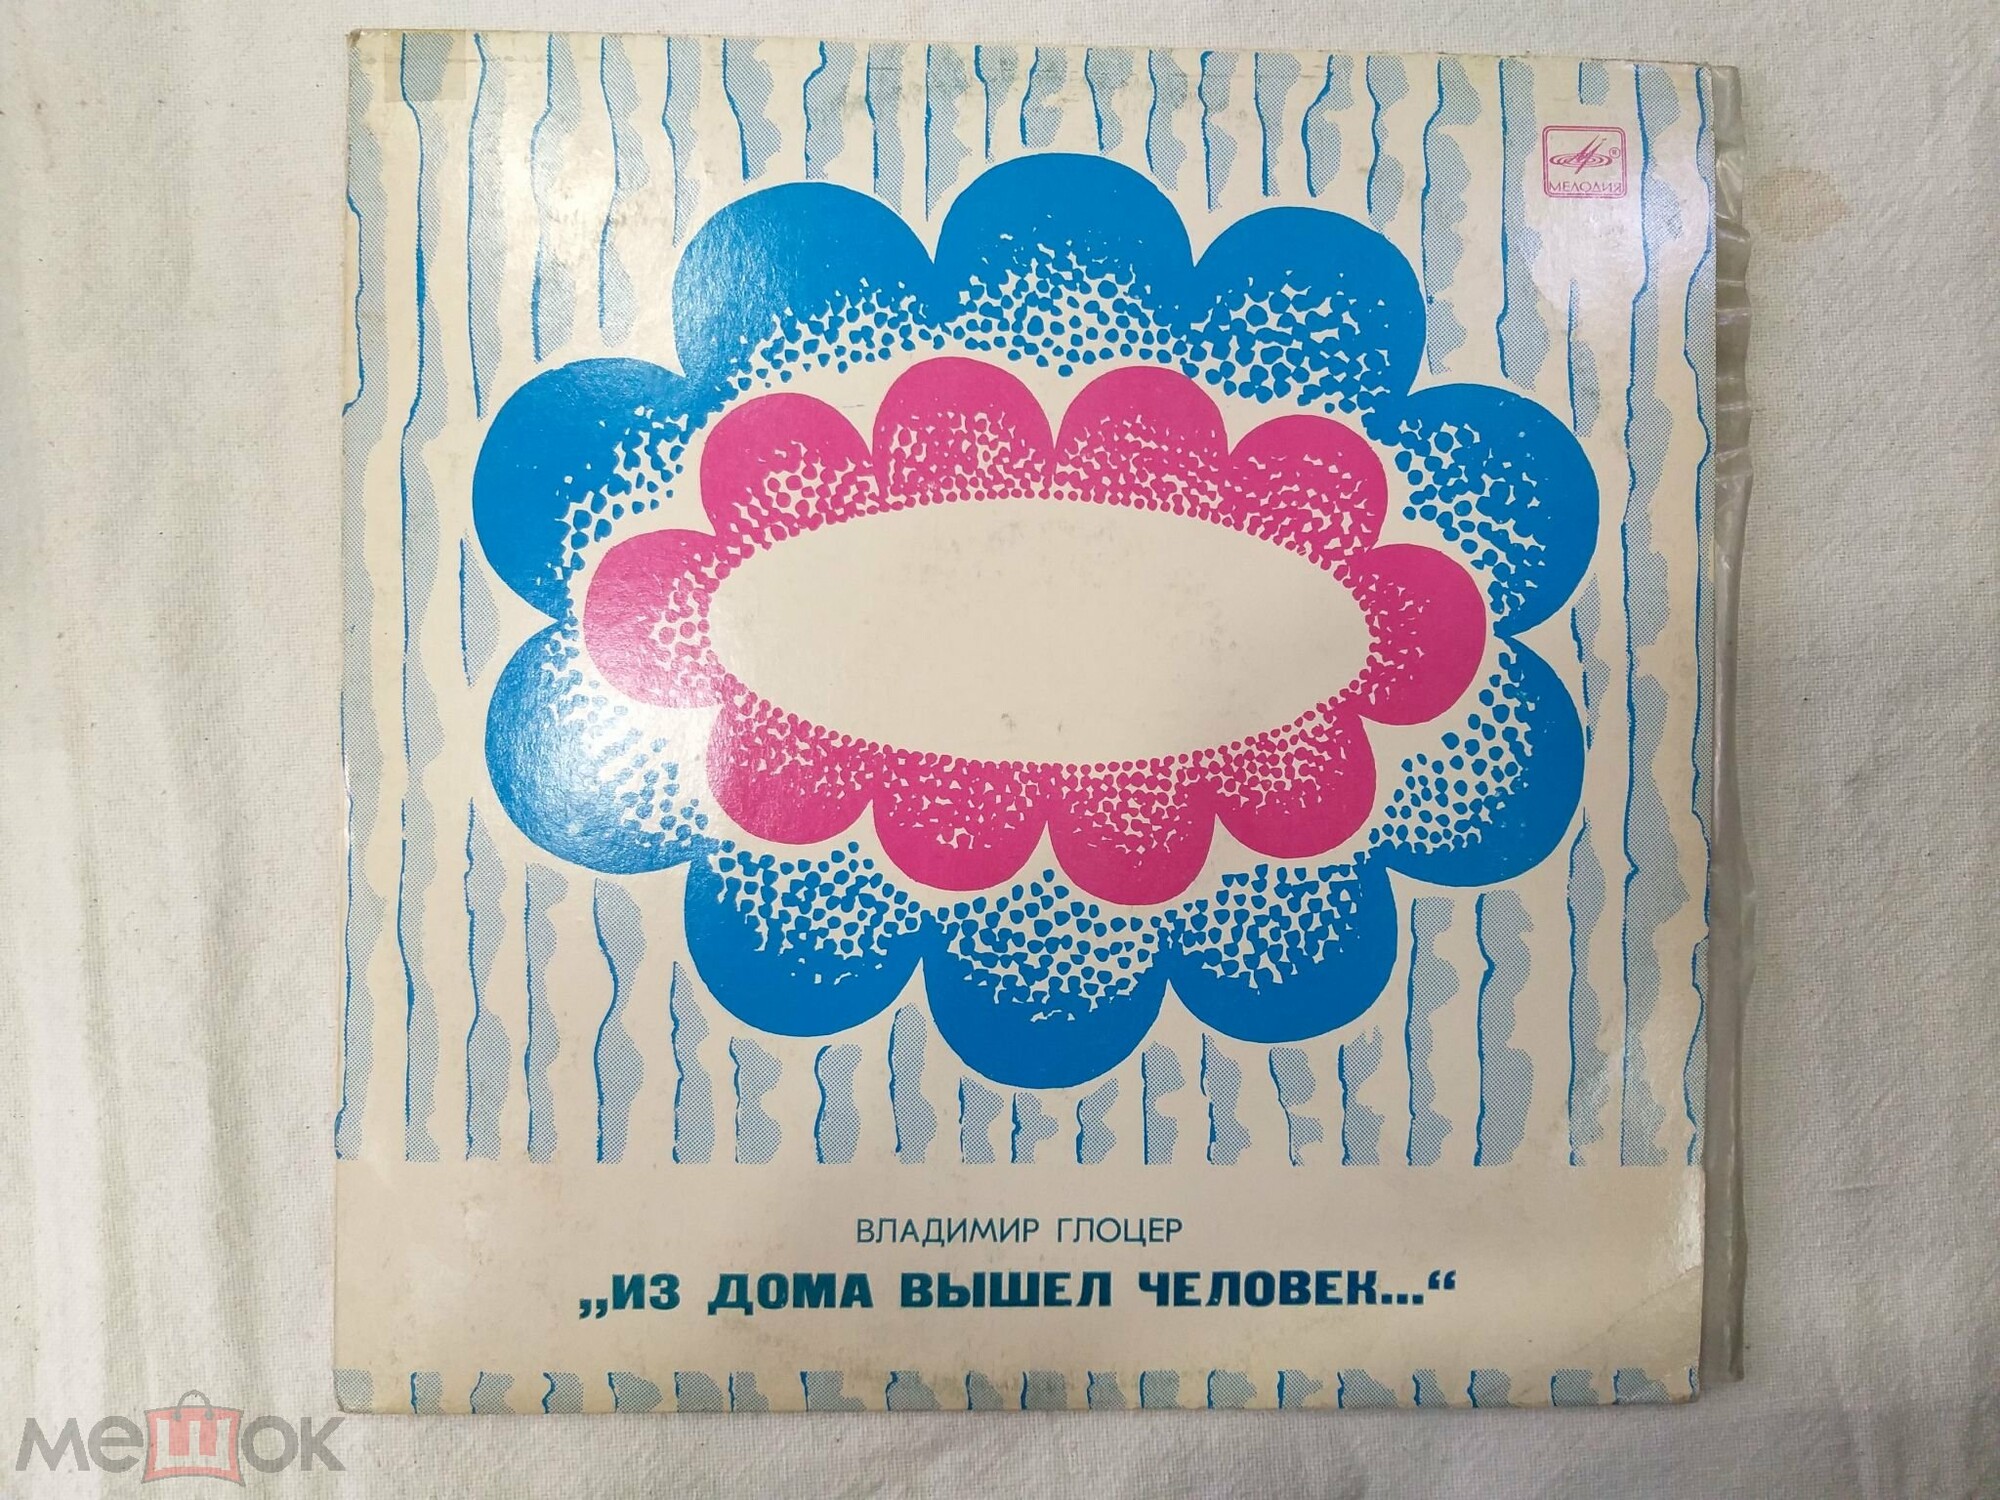 МЕЛОДИЯ
ВЛАДИМИР ГЛОЦЕР
„ИЗ ДОМА ВЫШЕЛ ЧЕЛОВЕК...“
мешок